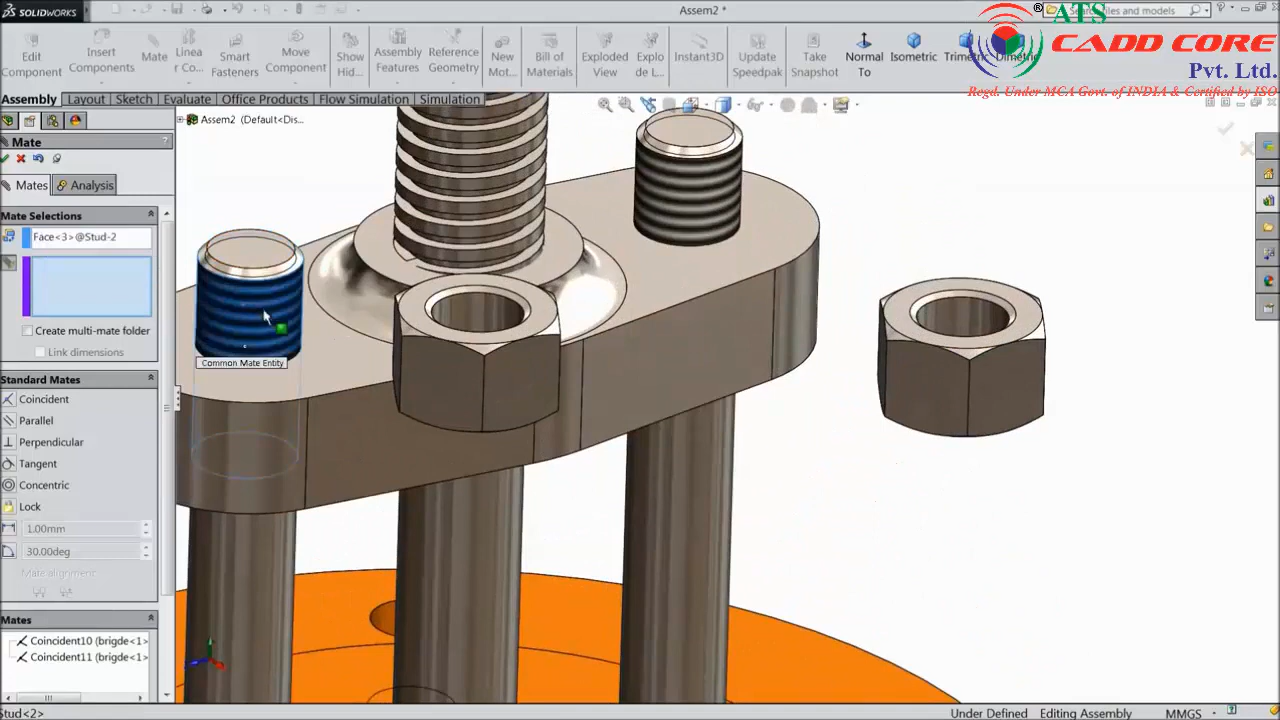 SOLIDWORKS
Assem2 *
Search files and models
®
ATS
CADD CORE
Pvt. Ltd.
Regd. Under MCA Govt. of INDIA & Certified by ISO
Edit Component
Insert Components
Mate
Linea r Co...
Smart Fasteners
Move Compo...
Show Hid...
Assembly Features
Reference Geometry
New Mot...
Bill of Materials
Exploded View
Explo de L...
Instant3D
Update Speedpak
Take Snapshot
Normal To
Isometric
Trimetric
Dimetric
Assembly
Layout
Sketch
Evaluate
Office Products
Flow Simulation
Simulation
Assem2 (Default<Dis...
Mate
?
Mates
Analysis
Mate Selections
Face<3>@Stud-2
Create multi-mate folder
Link dimensions
Standard Mates
Coincident
Parallel
Perpendicular
Tangent
Concentric
Lock
1.00mm
30.00deg
Mate alignment:
Mates
Coincident10 (brigde<1>
Coincident11 (brigde<1>
Common Mate Entity
Stud<2>
Under Defined
Editing Assembly
MMGS